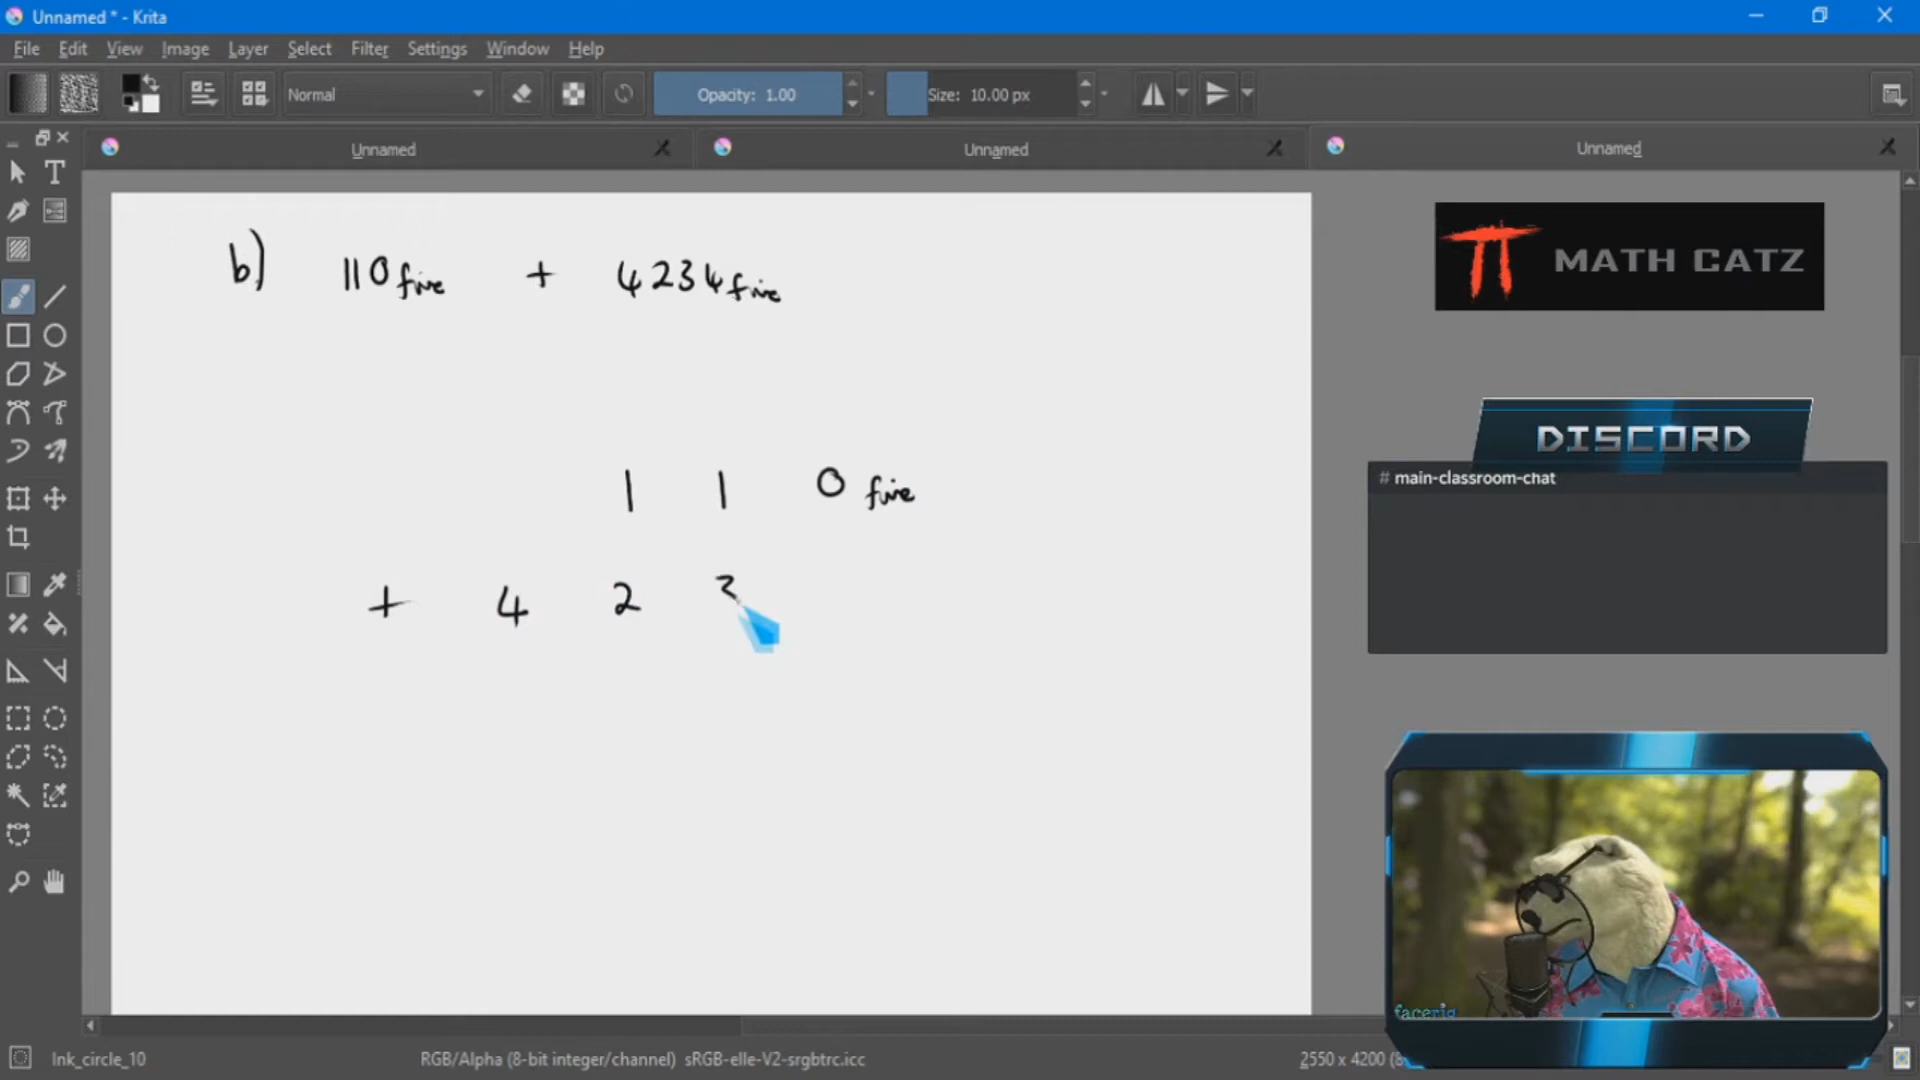 Unnamed * - Krita
File Edit View Image Layer Select Filter Settings Window Help
Normal Opacity: 1.00 Size: 10.00 px
Unnamed Unnamed Unnamed
MATH CATZ
b) 110five + 4234five
DISCORD
# main-classroom-chat
1 1 0 five
+ 4 2 3
facerig
Ink_circle_10 RGB/Alpha (8-bit integer/channel) sRGB-elle-V2-srgbtrc.icc 2550 x 4200 (8